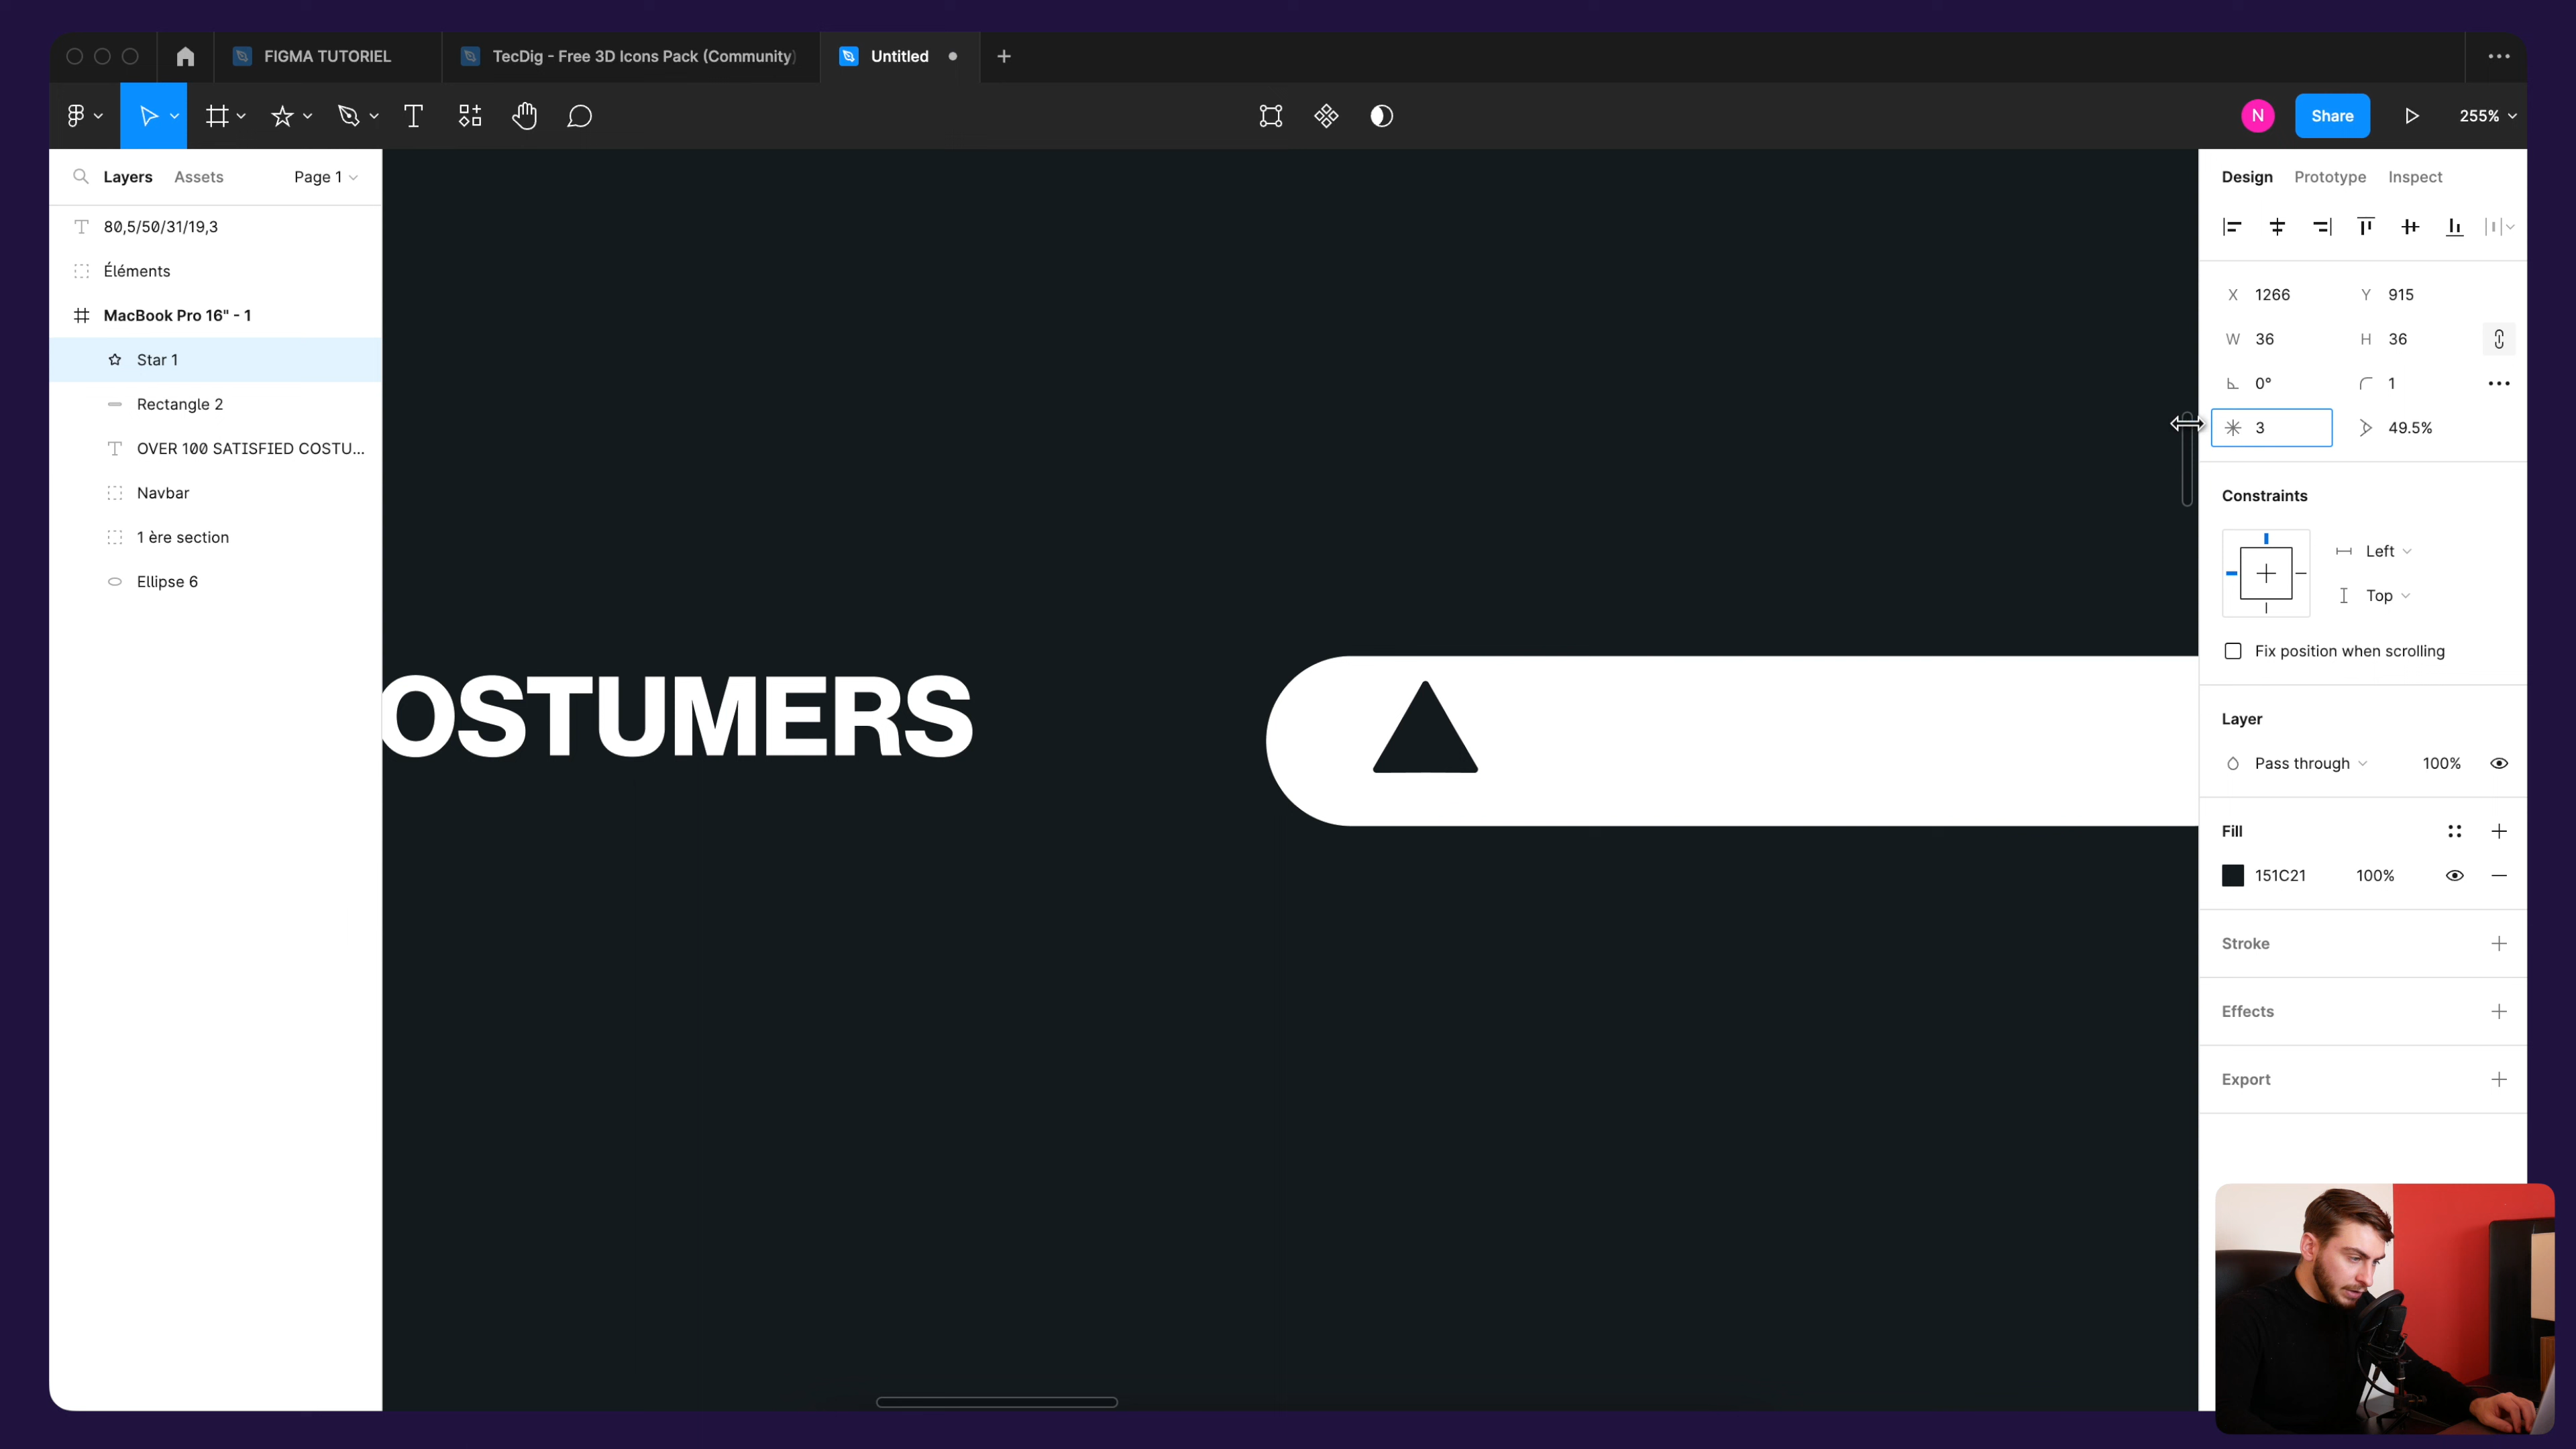 FIGMA TUTORIEL
TecDig - Free 3D Icons Pack (Community)
Untitled
N
Share
255%
Layers
Assets
Page 1
80,5/50/31/19,3
Éléments
MacBook Pro 16" - 1
Star 1
Rectangle 2
OVER 100 SATISFIED COSTU...
Navbar
1 ère section
Ellipse 6
OSTUMERS
Design
Prototype
Inspect
X 1266
Y 915
W 36
H 36
0°
1
3
49.5%
Constraints
Left
Top
Fix position when scrolling
Layer
Pass through
100%
Fill
151C21
100%
Stroke
Effects
Export